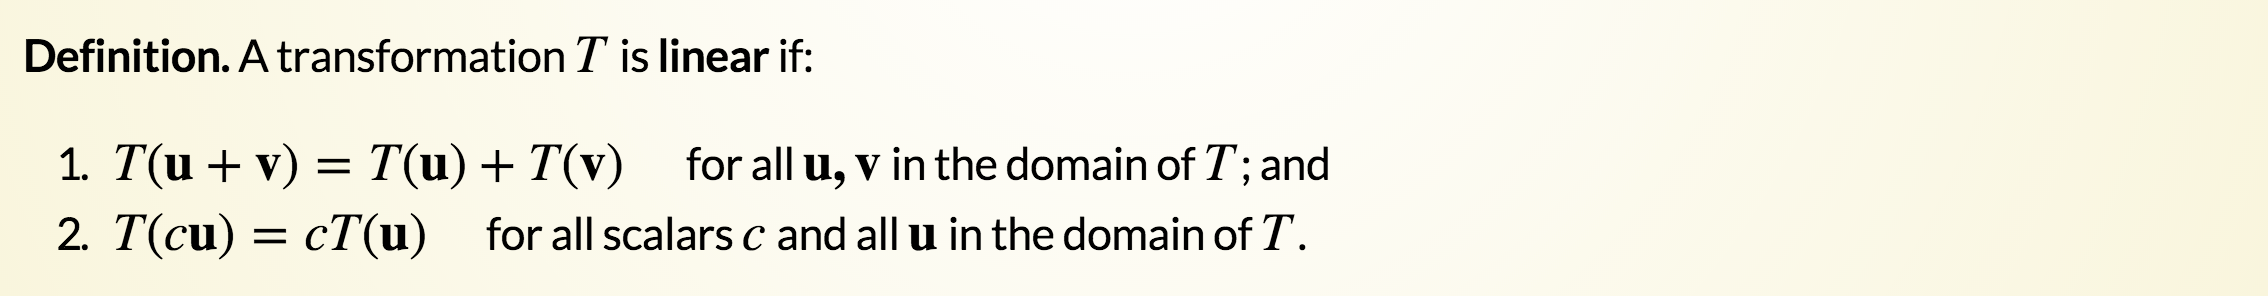 Definition. A transformation T is linear if:
1. T(u + v) = T(u) + T(v) for all u, v in the domain of T; and
2. T(cu) = cT(u) for all scalars c and all u in the domain of T.